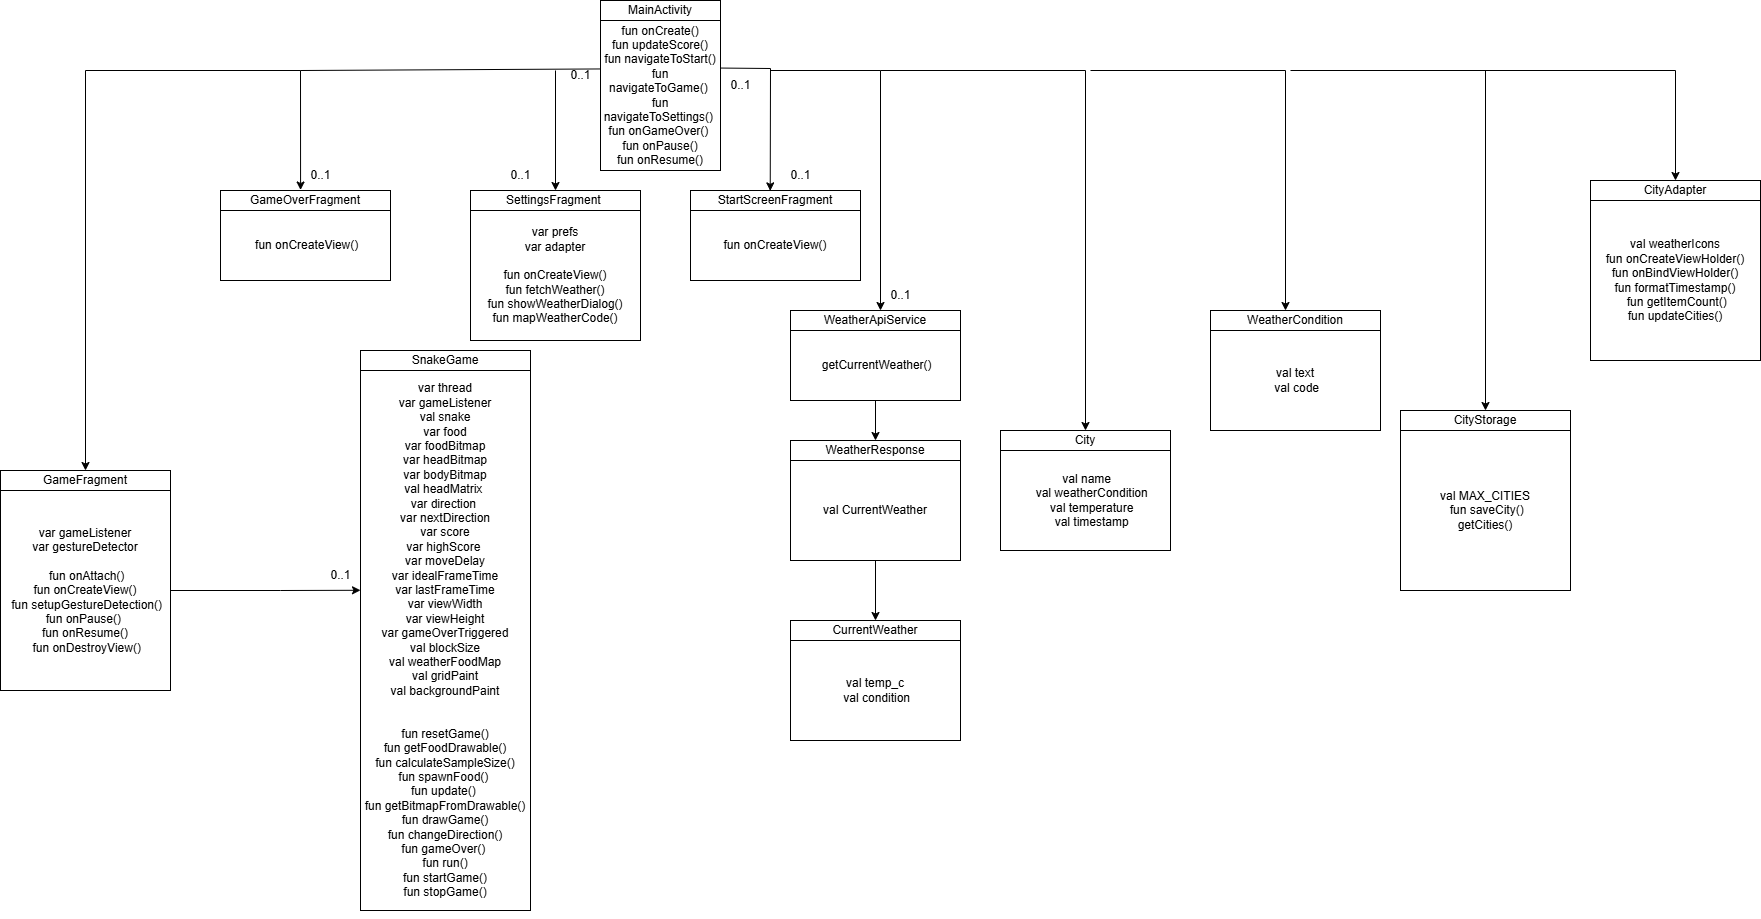 MainActivity
fun onCreate()
fun updateScore()
fun navigateToStart()
fun
navigateToGame()
fun
navigateToSettings()
fun onGameOver()
fun onPause()
fun onResume()
0..1
0..1
0..1
0..1
0..1
GameOverFragment
fun onCreateView()
SettingsFragment
var prefs
var adapter
fun onCreateView()
fun fetchWeather()
fun showWeatherDialog()
fun mapWeatherCode()
StartScreenFragment
fun onCreateView()
CityAdapter
val weatherIcons
fun onCreateViewHolder()
fun onBindViewHolder()
fun formatTimestamp()
fun getItemCount()
fun updateCities()
0..1
WeatherApiService
getCurrentWeather()
WeatherCondition
val text
val code
SnakeGame
var thread
var gameListener
val snake
var food
var foodBitmap
var headBitmap
var bodyBitmap
val headMatrix
var direction
var nextDirection
var score
var highScore
var moveDelay
var idealFrameTime
var lastFrameTime
var viewWidth
var viewHeight
var gameOverTriggered
val blockSize
val weatherFoodMap
val gridPaint
val backgroundPaint
fun resetGame()
fun getFoodDrawable()
fun calculateSampleSize()
fun spawnFood()
fun update()
fun getBitmapFromDrawable()
fun drawGame()
fun changeDirection()
fun gameOver()
fun run()
fun startGame()
fun stopGame()
WeatherResponse
val CurrentWeather
City
val name
val weatherCondition
val temperature
val timestamp
CityStorage
val MAX_CITIES
fun saveCity()
getCities()
GameFragment
var gameListener
var gestureDetector
fun onAttach()
fun onCreateView()
fun setupGestureDetection()
fun onPause()
fun onResume()
fun onDestroyView()
0..1
CurrentWeather
val temp_c
val condition